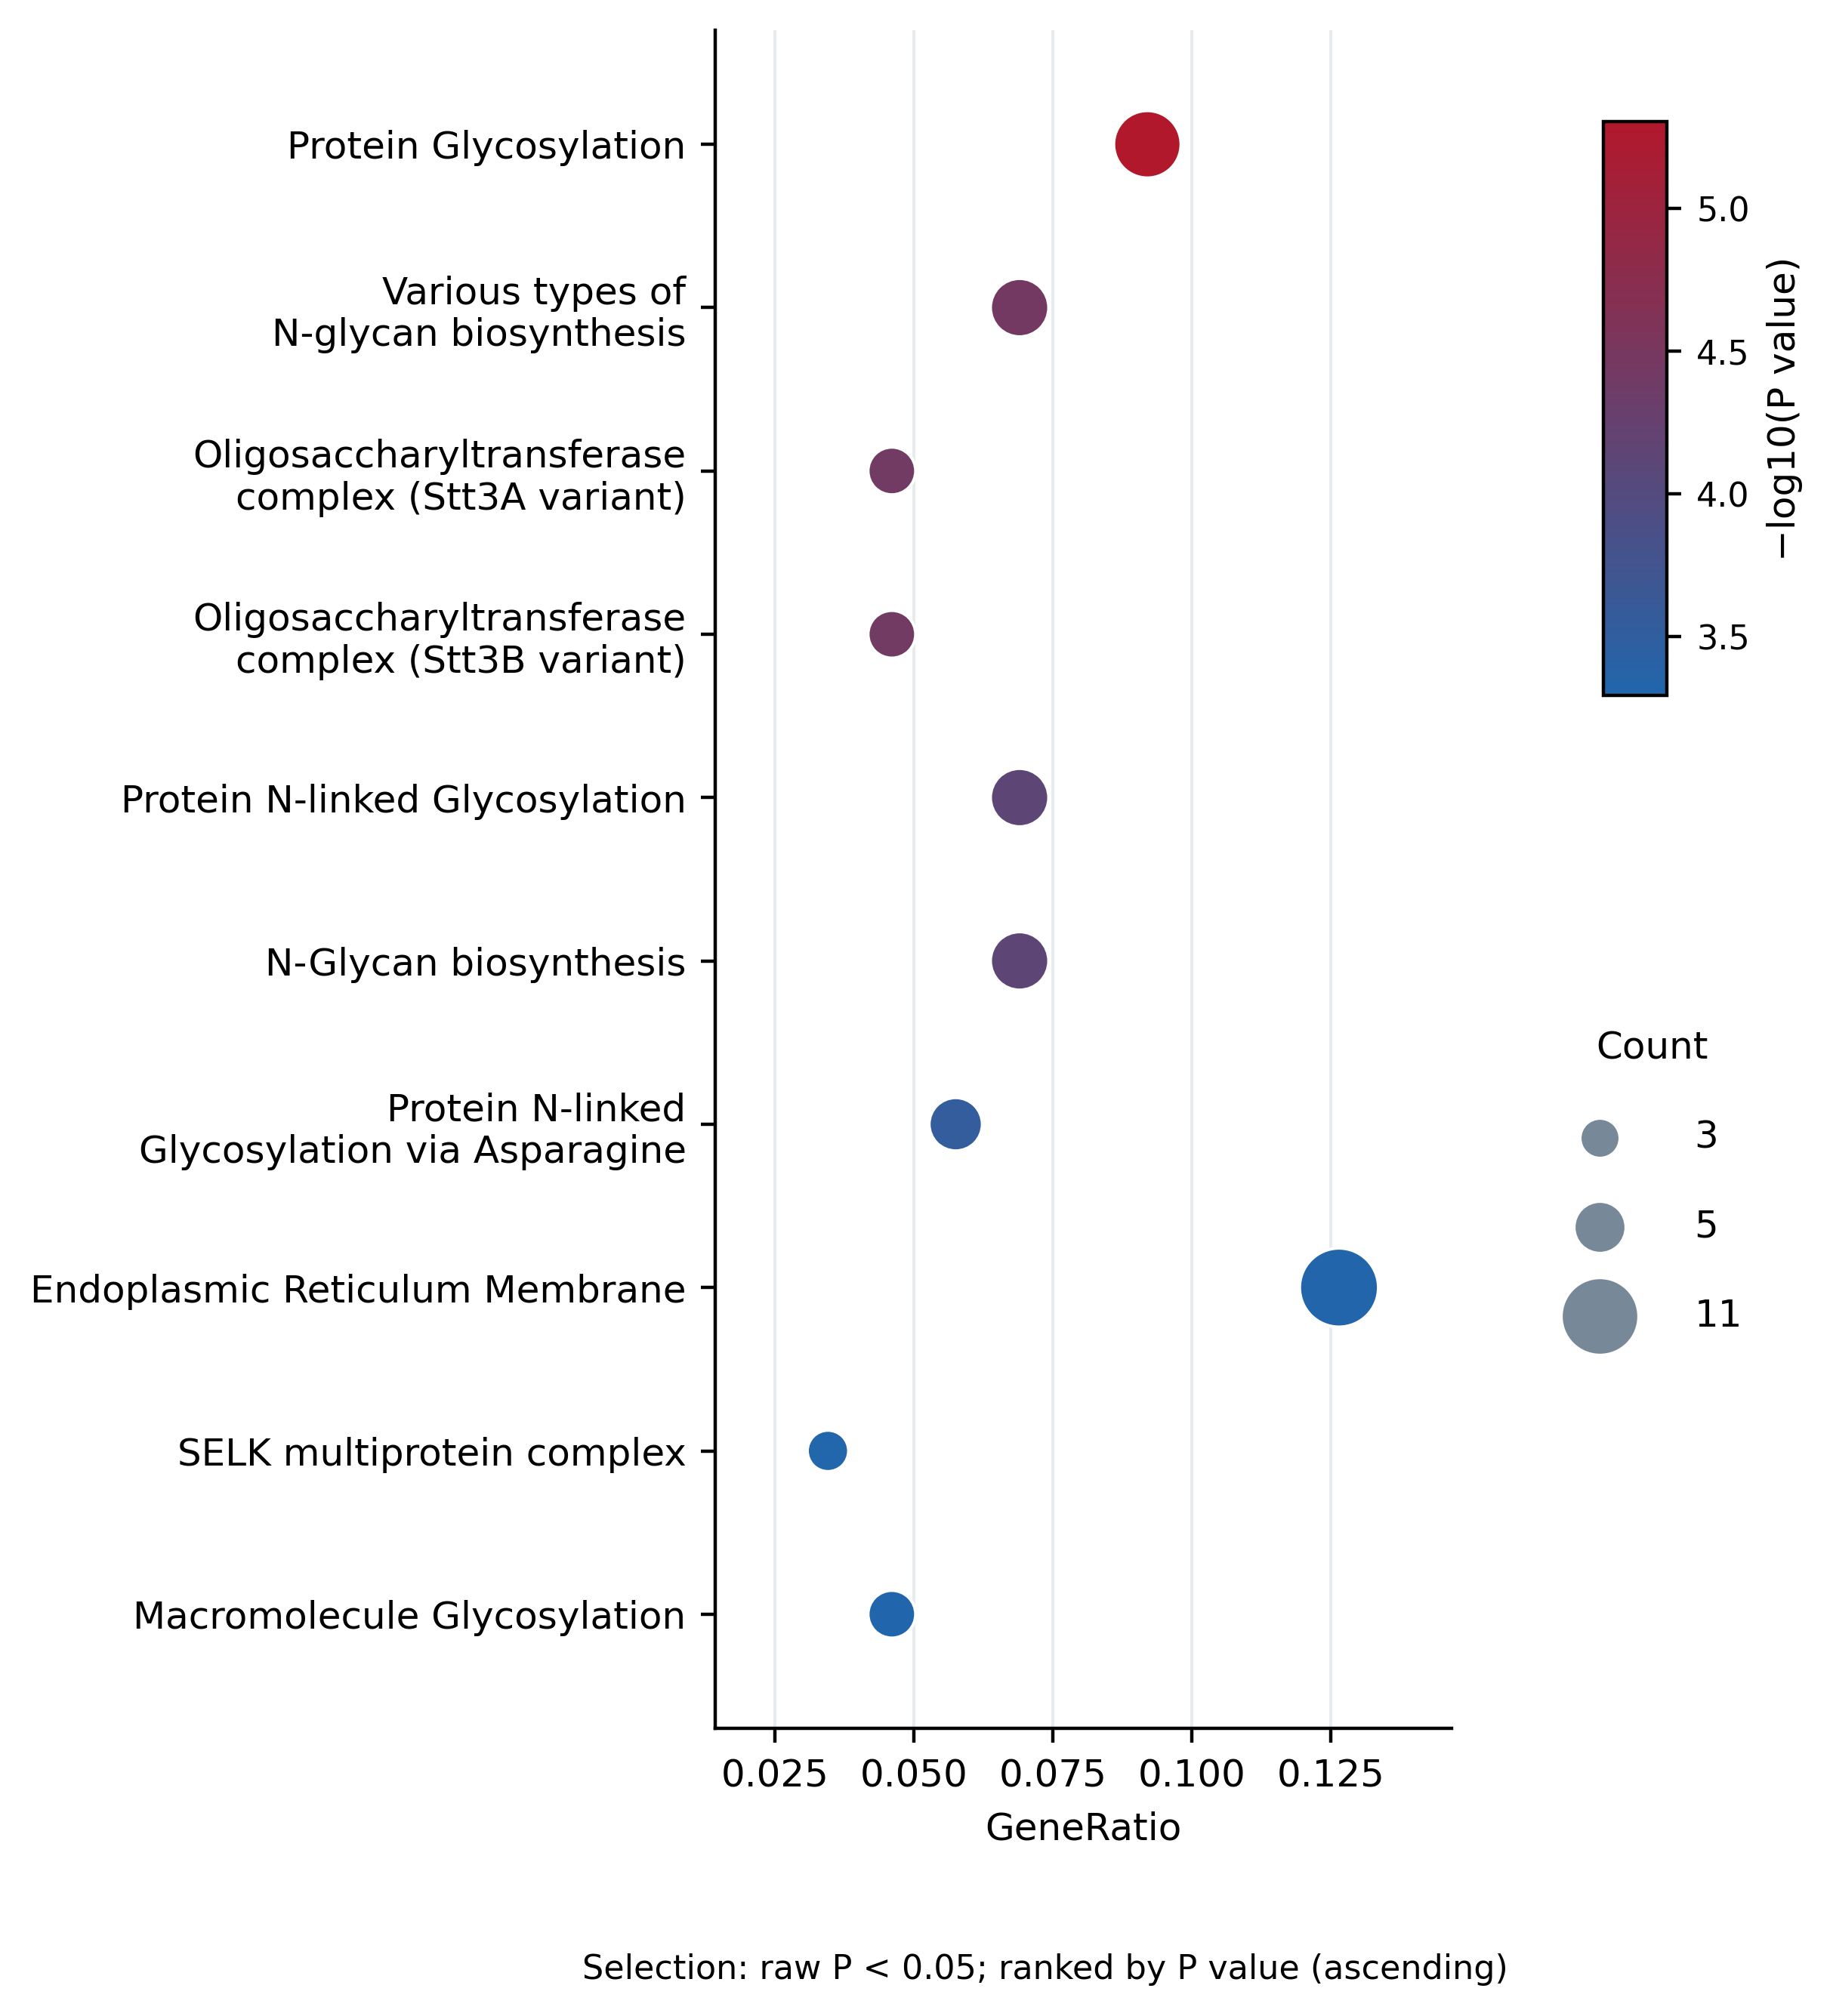 Protein Glycosylation
Various types of
N-glycan biosynthesis
Oligosaccharyltransferase
complex (Stt3A variant)
Oligosaccharyltransferase
complex (Stt3B variant)
Protein N-linked Glycosylation
N-Glycan biosynthesis
Protein N-linked
Glycosylation via Asparagine
Endoplasmic Reticulum Membrane
SELK multiprotein complex
Macromolecule Glycosylation
0.025 0.050 0.075 0.100 0.125
GeneRatio
5.0
4.5
4.0
3.5
−log10(P value)
Count
3
5
11
Selection: raw P < 0.05; ranked by P value (ascending)